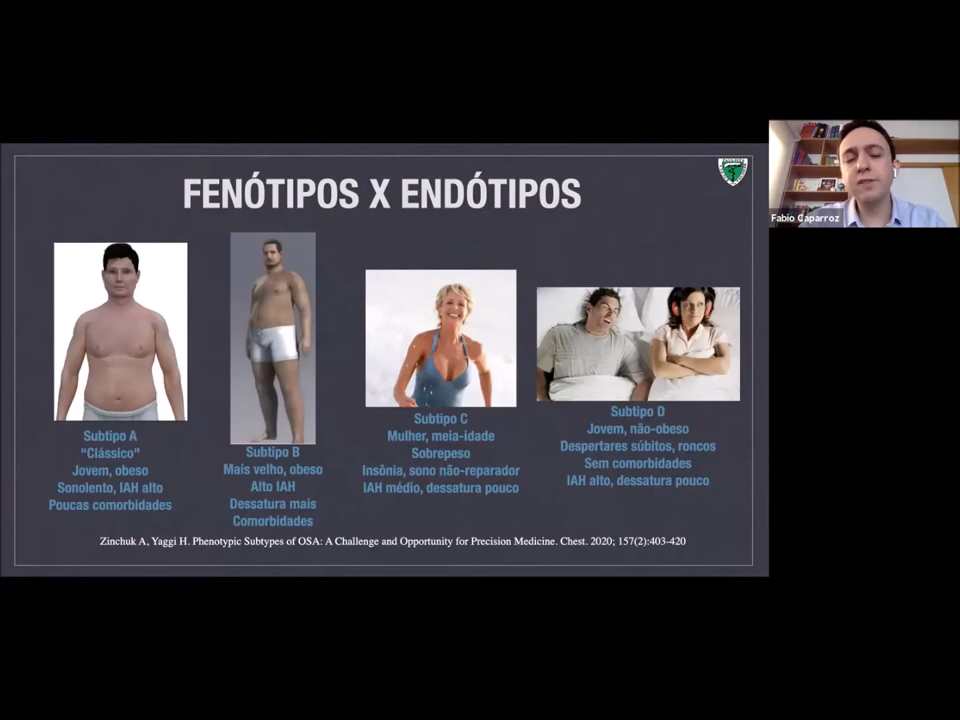 FENÓTIPOS X ENDÓTIPOS
Fabio Caparroz
Subtipo A
“Clássico”
Jovem, obeso
Sonolento, IAH alto
Poucas comorbidades
Subtipo B
Mais velho, obeso
Alto IAH
Dessatura mais
Comorbidades
Subtipo C
Mulher, meia-idade
Sobrepeso
Insônia, sono não-reparador
IAH médio, dessatura pouco
Subtipo D
Jovem, não-obeso
Despertares súbitos, roncos
Sem comorbidades
IAH alto, dessatura pouco
Zinchuk A, Yaggi H. Phenotypic Subtypes of OSA: A Challenge and Opportunity for Precision Medicine. Chest. 2020; 157(2):403-420